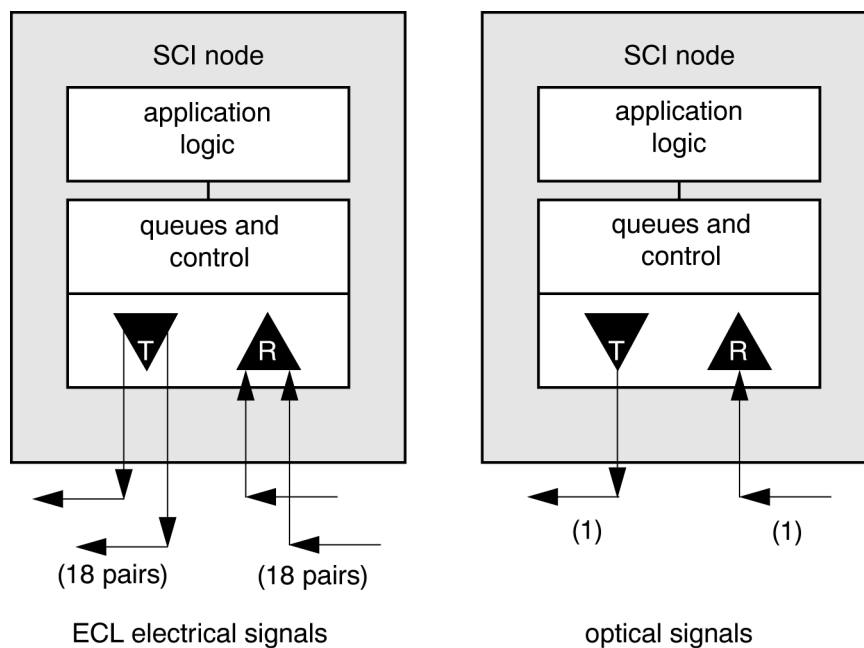 SCI node
application
logic
queues and
control
T
R
(18 pairs)
(18 pairs)
ECL electrical signals
SCI node
application
logic
queues and
control
T
R
(1)
(1)
optical signals